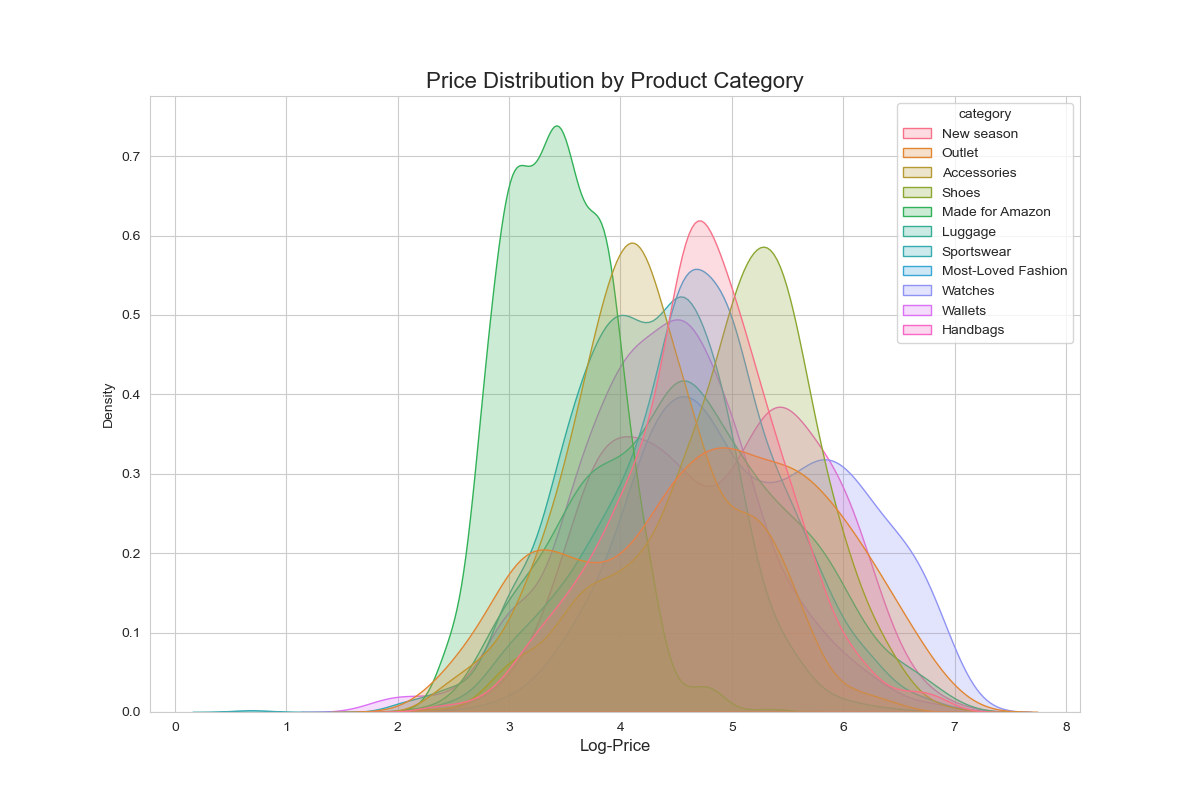 Price Distribution by Product Category
category
New season
Outlet
Accessories
Shoes
Made for Amazon
Luggage
Sportswear
Most-Loved Fashion
Watches
Wallets
Handbags
Density
0.7
0.6
0.5
0.4
0.3
0.2
0.1
0.0
0 1 2 3 4 5 6 7 8
Log-Price